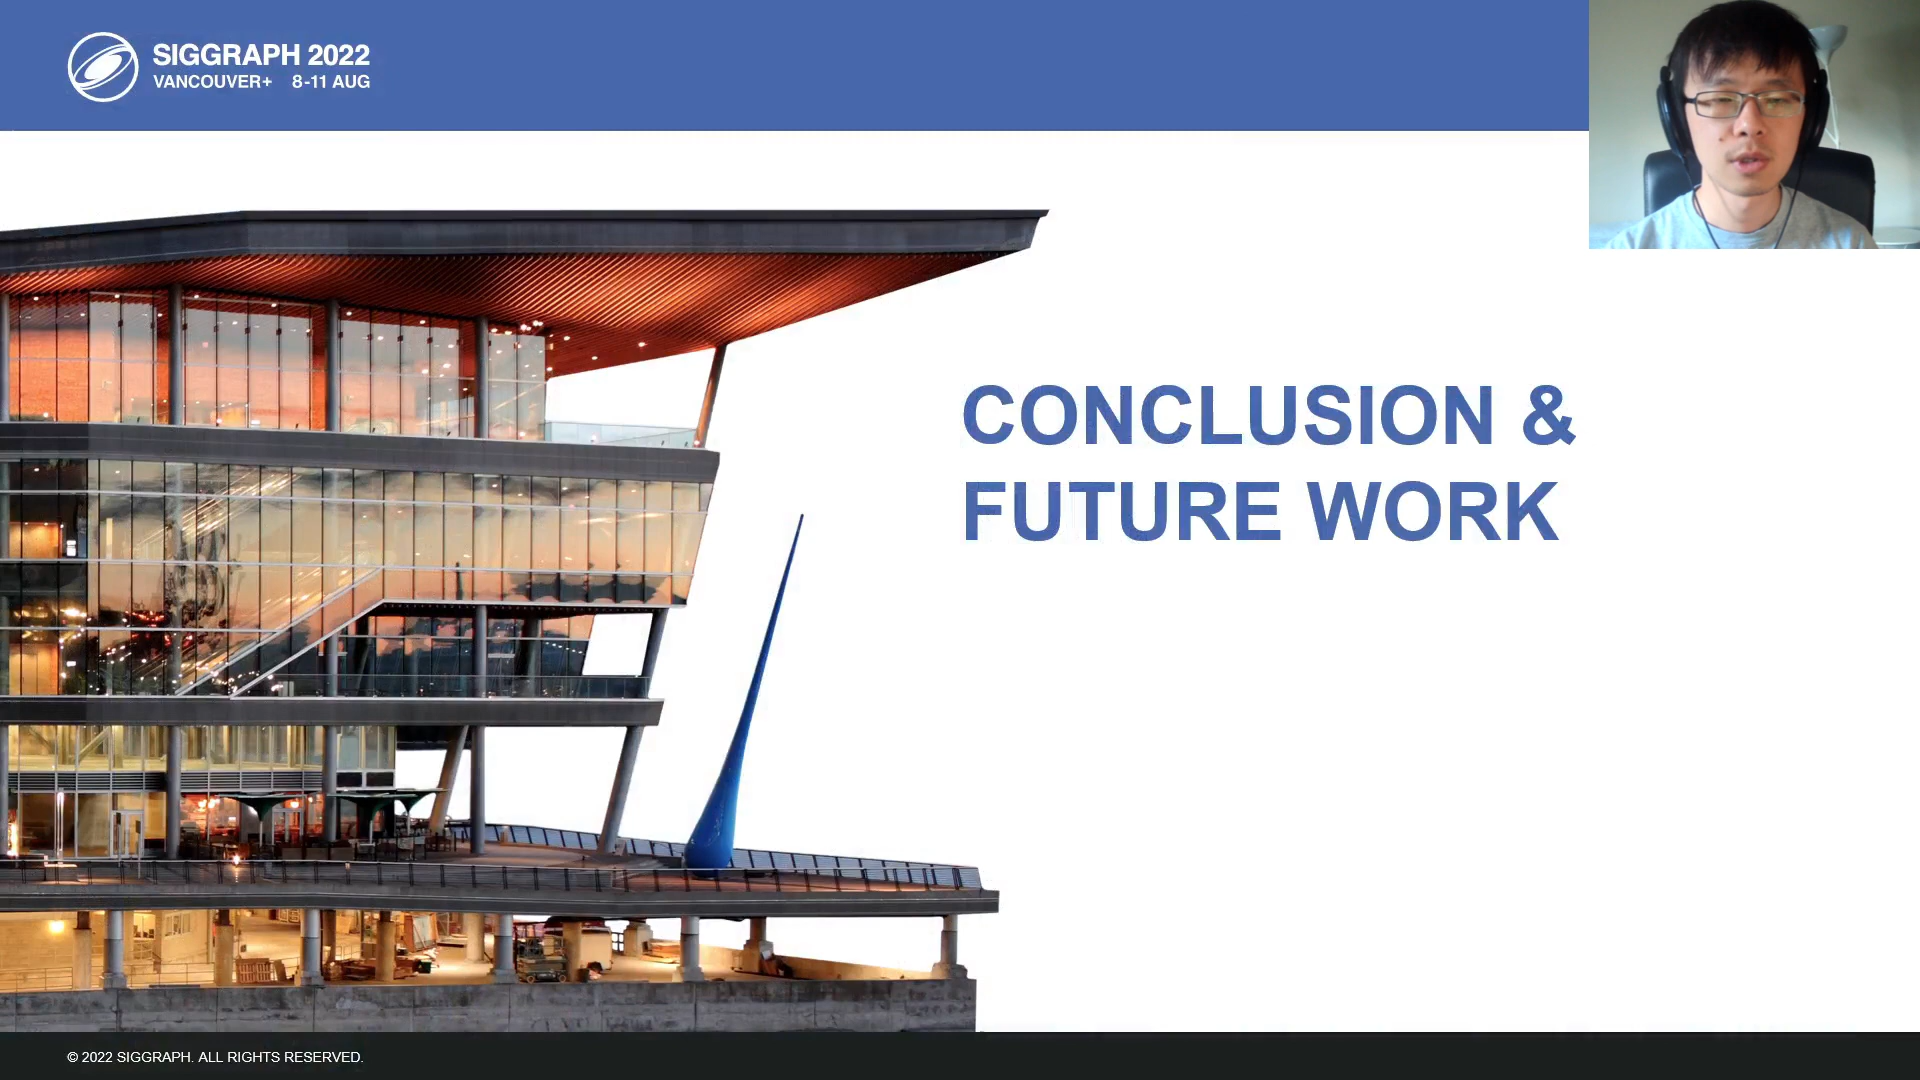 SIGGRAPH 2022
VANCOUVER+ 8-11 AUG
CONCLUSION &
FUTURE WORK
© 2022 SIGGRAPH. ALL RIGHTS RESERVED.